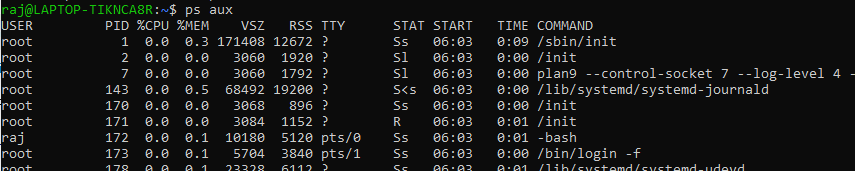 raj@LAPTOP-TIKNCA8R:~$ ps aux
USER         PID %CPU %MEM    VSZ   RSS TTY      STAT START   TIME COMMAND
root           1  0.0  0.3 171408 12672 ?        Ss   06:03   0:09 /sbin/init
root           2  0.0  0.0   3060  1920 ?        Sl   06:03   0:00 /init
root           7  0.0  0.0   3060  1792 ?        Sl   06:03   0:00 plan9 --control-socket 7 --log-level 4 -
root         143  0.0  0.5  68492 19200 ?        S<s  06:03   0:00 /lib/systemd/systemd-journald
root         170  0.0  0.0   3068   896 ?        Ss   06:03   0:00 /init
root         171  0.0  0.0   3084  1152 ?        R    06:03   0:01 /init
raj          172  0.0  0.1  10180  5120 pts/0    Ss   06:03   0:01 -bash
root         173  0.0  0.1   5704  3840 pts/1    Ss   06:03   0:00 /bin/login -f
root         178  0.0  0.1  23328  6112 ?        Ss   06:03   0:01 /lib/systemd/systemd-udevd